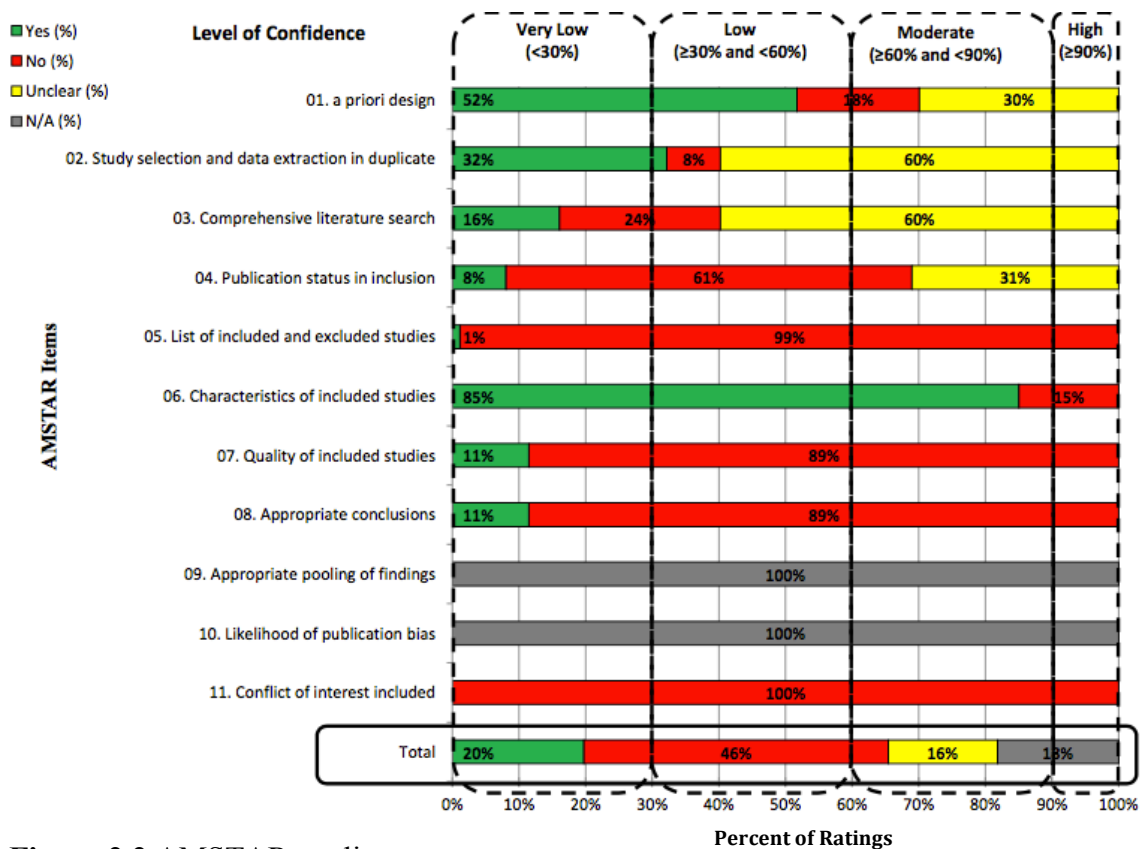 Yes (%)
No (%)
Unclear (%)
N/A (%)
Level of Confidence
Very Low
(<30%)
Low
(≥30% and <60%)
Moderate
(≥60% and <90%)
High
(≥90%)
AMSTAR Items
01. a priori design 52% 18% 30%
02. Study selection and data extraction in duplicate 32% 8% 60%
03. Comprehensive literature search 16% 24% 60%
04. Publication status in inclusion 8% 61% 31%
05. List of included and excluded studies 1% 99%
06. Characteristics of included studies 85% 15%
07. Quality of included studies 11% 89%
08. Appropriate conclusions 11% 89%
09. Appropriate pooling of findings 100%
10. Likelihood of publication bias 100%
11. Conflict of interest included 100%
Total 20% 46% 16% 18%
0% 10% 20% 30% 40% 50% 60% 70% 80% 90% 100%
Percent of Ratings